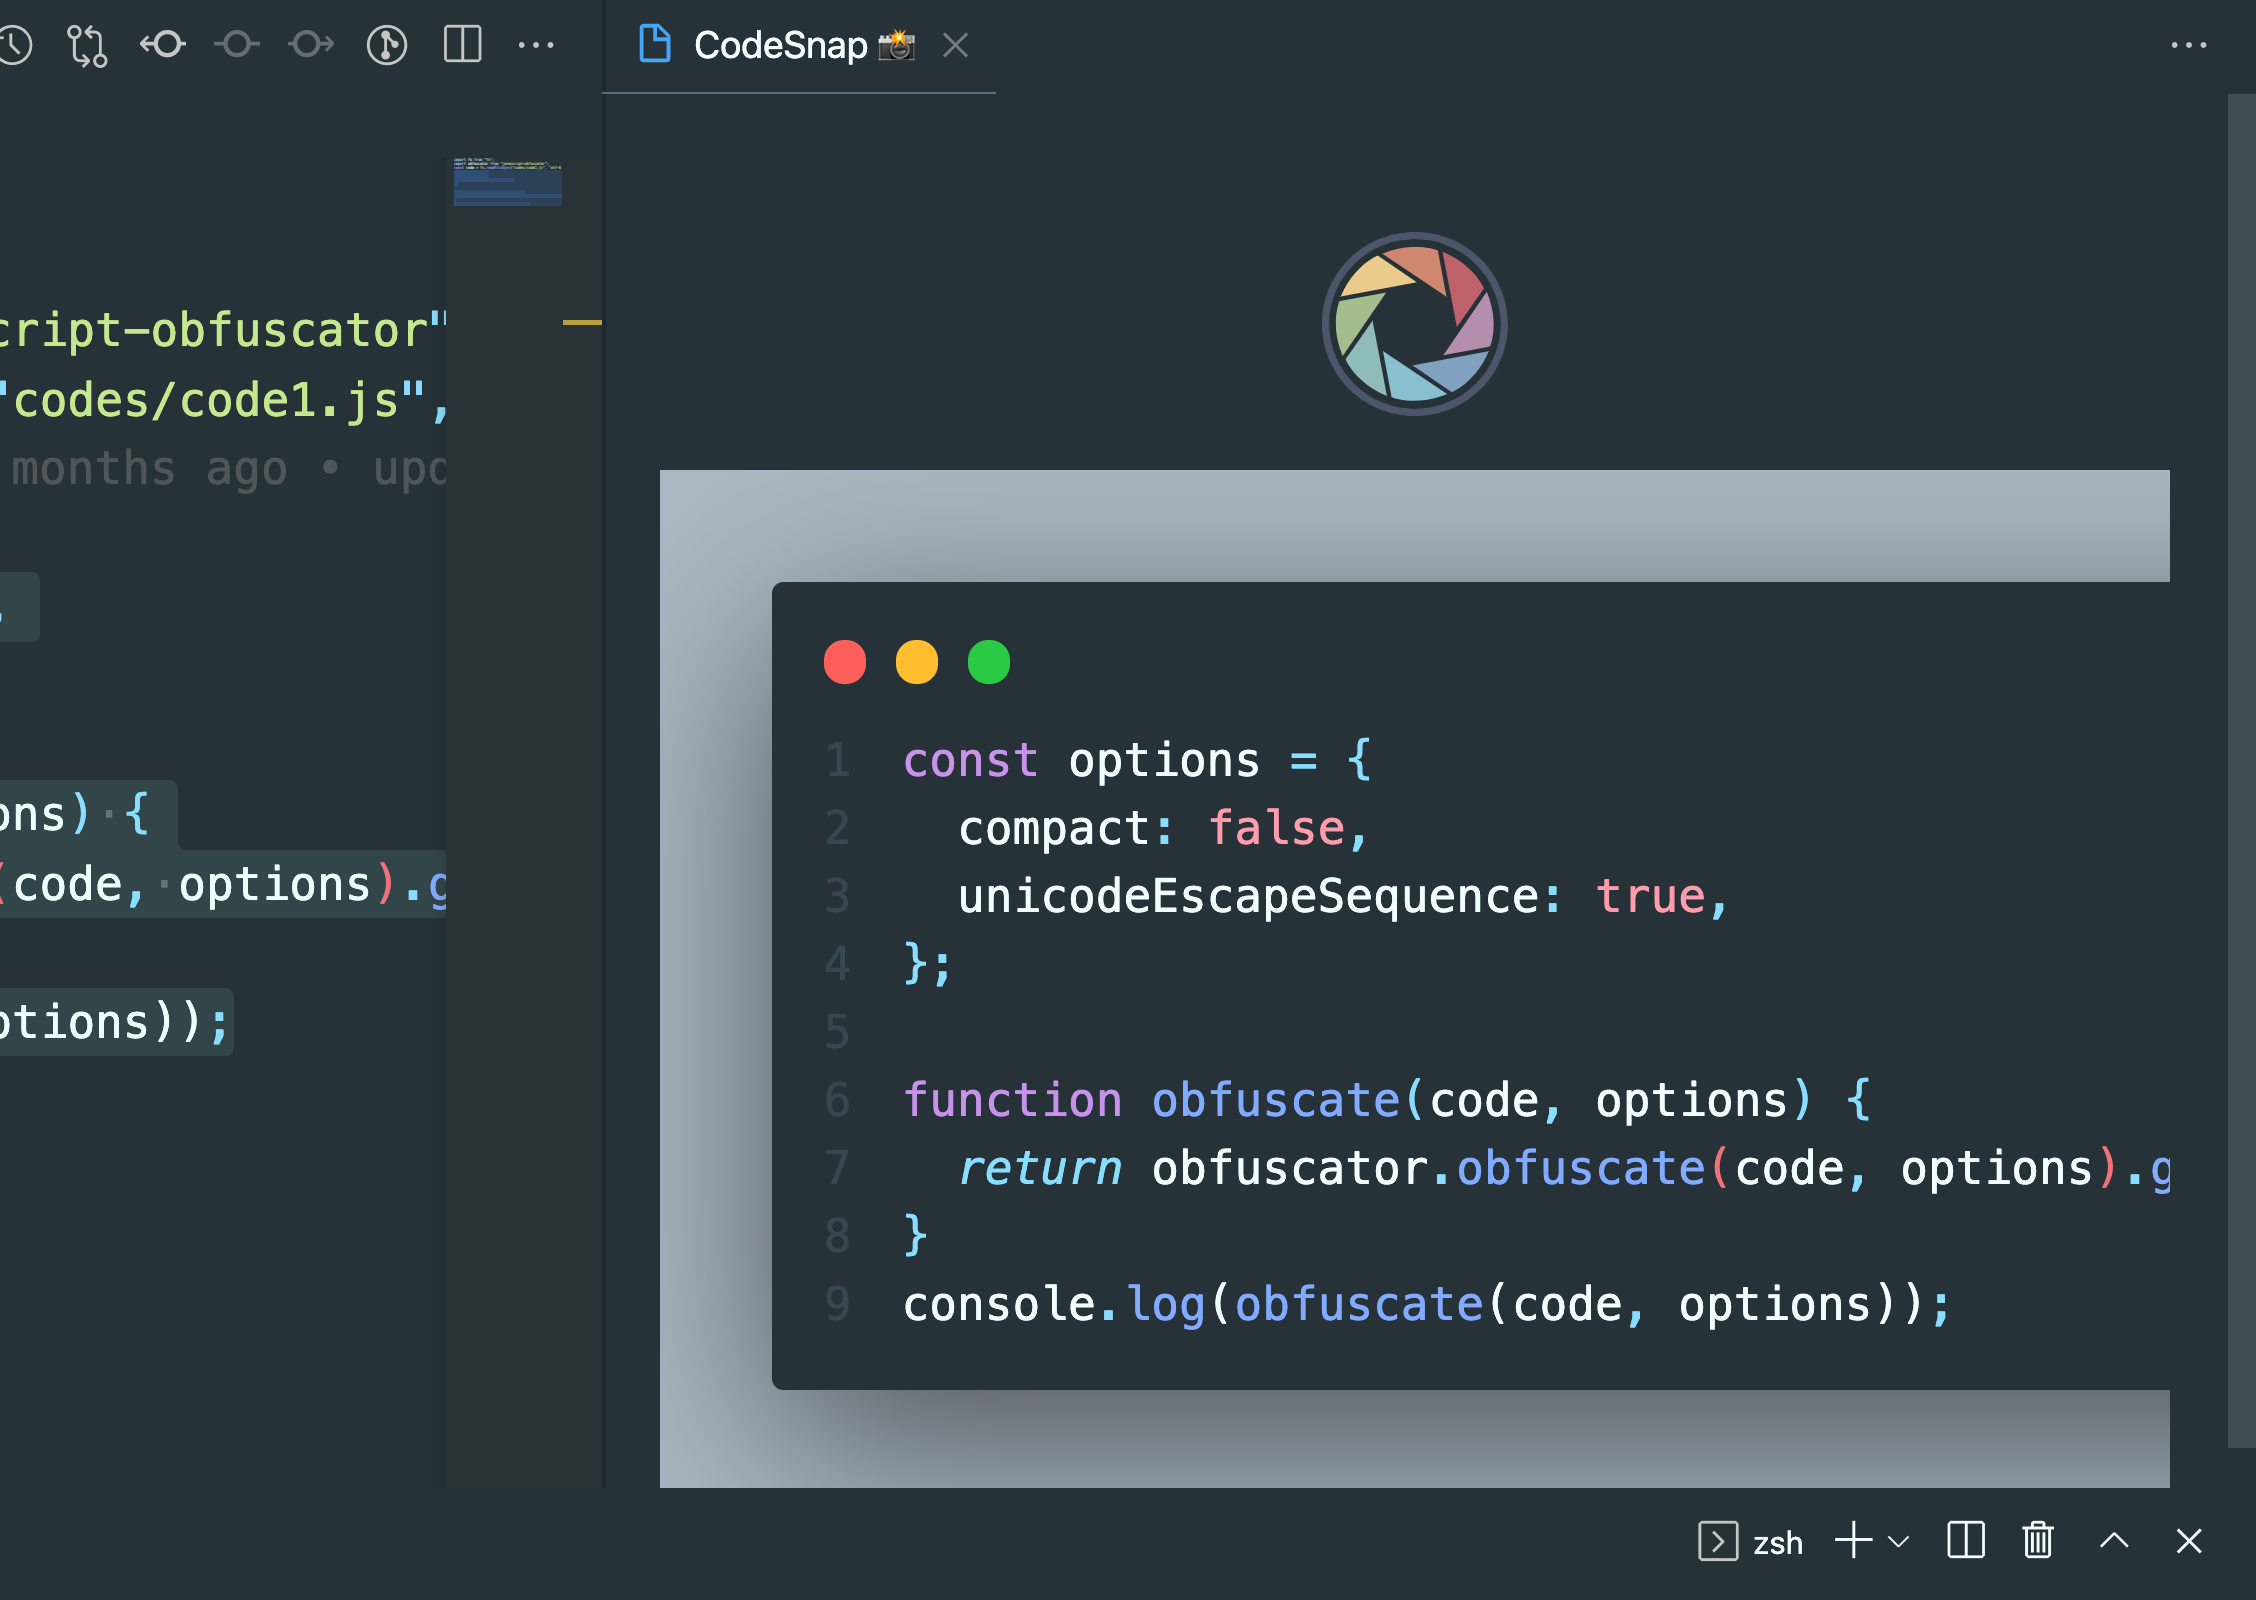 CodeSnap 📸
cript-obfuscator"
"codes/code1.js",
months ago • upd
,
ons) {
(code, options).g
otions));
1 const options = {
2 compact: false,
3 unicodeEscapeSequence: true,
4 };
5
6 function obfuscate(code, options) {
7 return obfuscator.obfuscate(code, options).g
8 }
9 console.log(obfuscate(code, options));
zsh